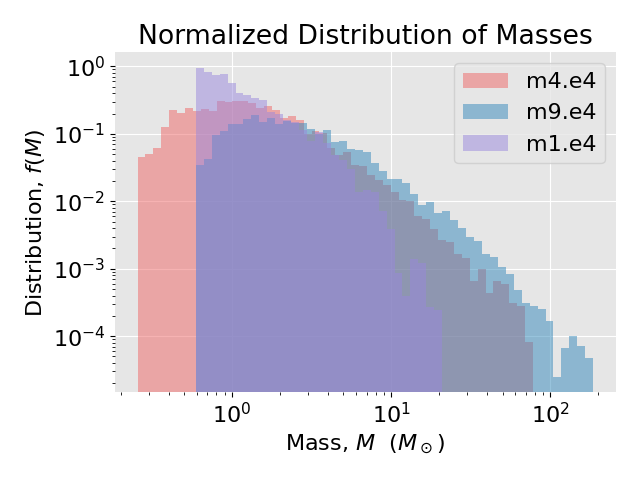 Normalized Distribution of Masses
Distribution, f(M)
10⁰
10⁻¹
10⁻²
10⁻³
10⁻⁴
m4.e4
m9.e4
m1.e4
10⁰ 10¹ 10²
Mass, M (M⊙)